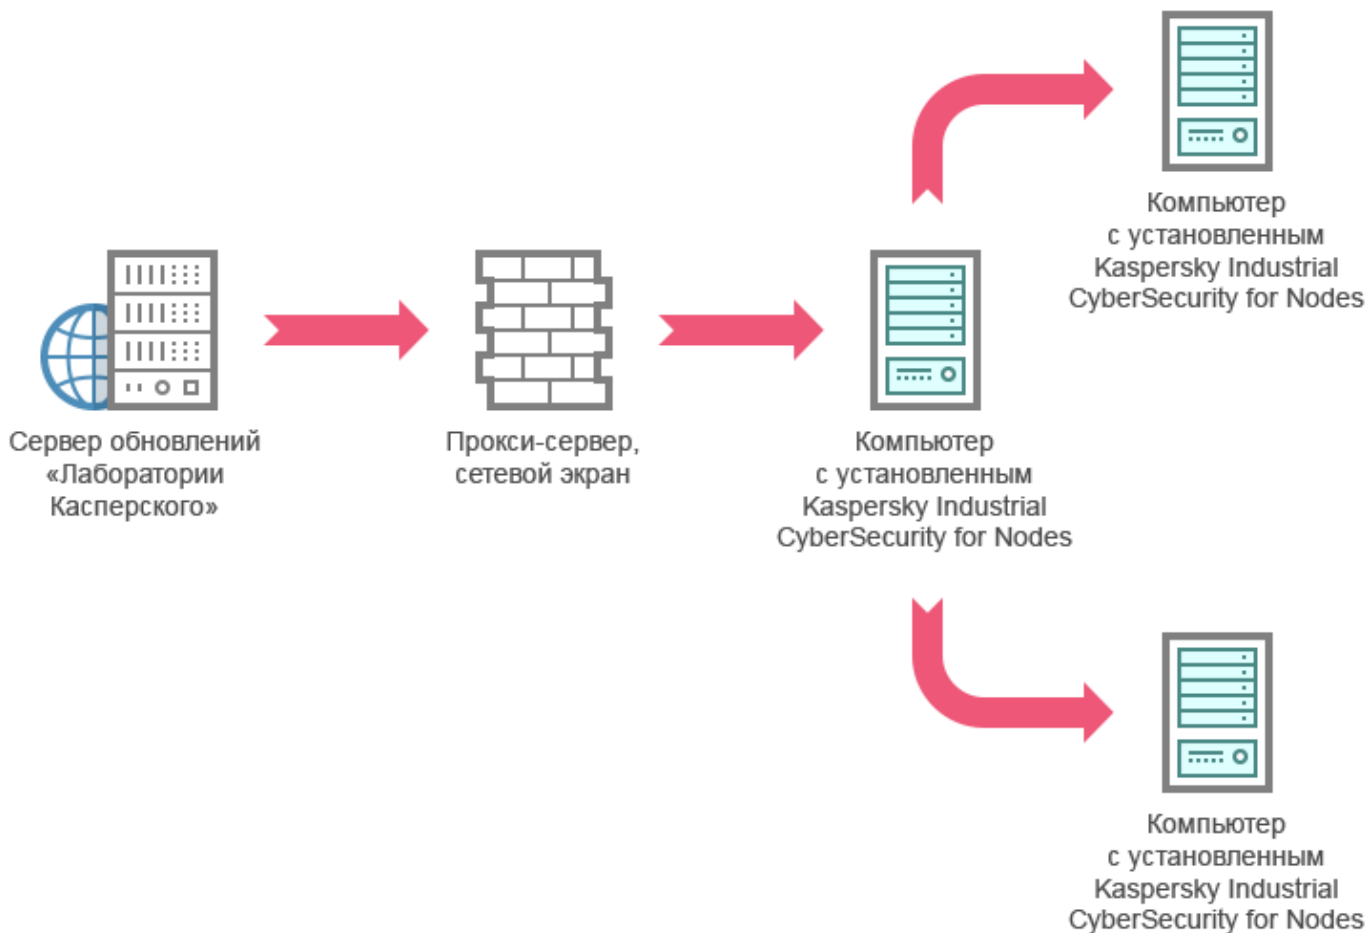 Компьютер
с установленным
Kaspersky Industrial
CyberSecurity for Nodes
Сервер обновлений
«Лаборатории
Касперского»
Прокси-сервер,
сетевой экран
Компьютер
с установленным
Kaspersky Industrial
CyberSecurity for Nodes
Компьютер
с установленным
Kaspersky Industrial
CyberSecurity for Nodes